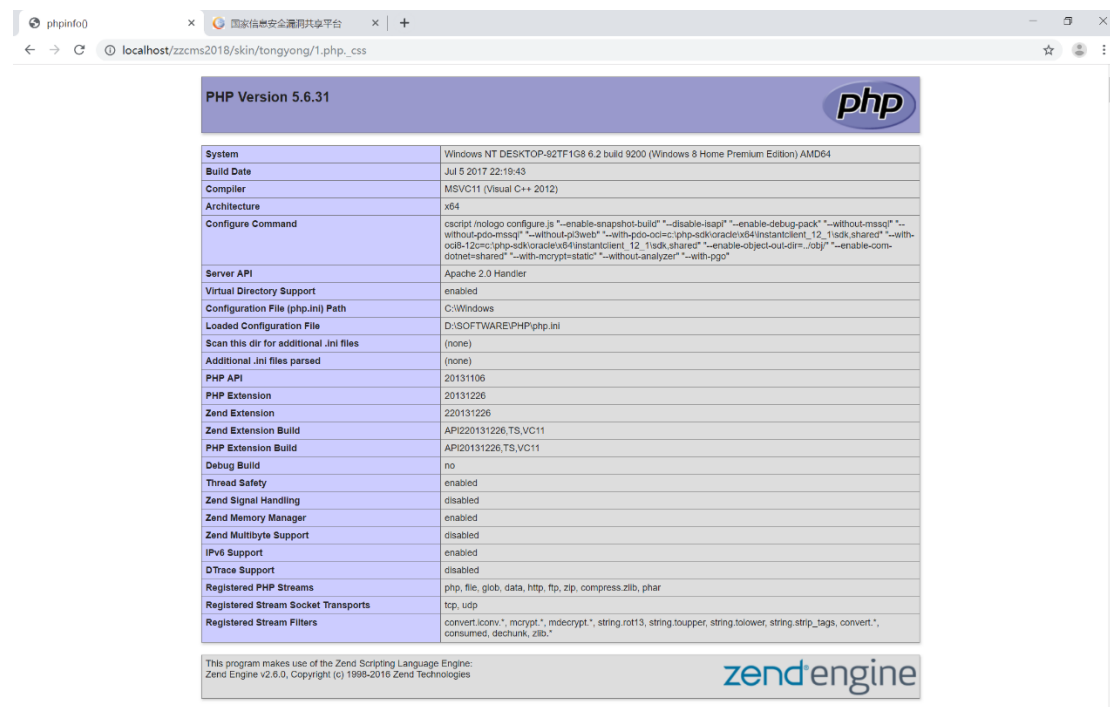 phpinfo()
国家信息安全漏洞共享平台
localhost/zzcms2018/skin/tongyong/1.php._css
PHP Version 5.6.31
php
System Windows NT DESKTOP-92TF1G8 6.2 build 9200 (Windows 8 Home Premium Edition) AMD64
Build Date Jul 5 2017 22:19:43
Compiler MSVC11 (Visual C++ 2012)
Architecture x64
Configure Command cscript /nologo configure.js "--enable-snapshot-build" "--disable-isapi" "--enable-debug-pack" "--without-mssql" "--
without-pdo-mssql" "--without-pi3web" "--with-pdo-oci=c:\php-sdk\oracle\x64\instantclient_12_1\sdk,shared" "--with-
oci8-12c=c:\php-sdk\oracle\x64\instantclient_12_1\sdk,shared" "--enable-object-out-dir=../obj/" "--enable-com-
dotnet=shared" "--with-mcrypt=static" "--without-analyzer" "--with-pgo"
Server API Apache 2.0 Handler
Virtual Directory Support enabled
Configuration File (php.ini) Path C:\Windows
Loaded Configuration File D:\SOFTWARE\PHP\php.ini
Scan this dir for additional .ini files (none)
Additional .ini files parsed (none)
PHP API 20131106
PHP Extension 20131226
Zend Extension 220131226
Zend Extension Build API220131226,TS,VC11
PHP Extension Build API20131226,TS,VC11
Debug Build no
Thread Safety enabled
Zend Signal Handling disabled
Zend Memory Manager enabled
Zend Multibyte Support disabled
IPv6 Support enabled
DTrace Support disabled
Registered PHP Streams php, file, glob, data, http, ftp, zip, compress.zlib, phar
Registered Stream Socket Transports tcp, udp
Registered Stream Filters convert.iconv.*, mcrypt.*, mdecrypt.*, string.rot13, string.toupper, string.tolower, string.strip_tags, convert.*,
consumed, dechunk, zlib.*
This program makes use of the Zend Scripting Language Engine:
Zend Engine v2.6.0, Copyright (c) 1998-2016 Zend Technologies
zend engine